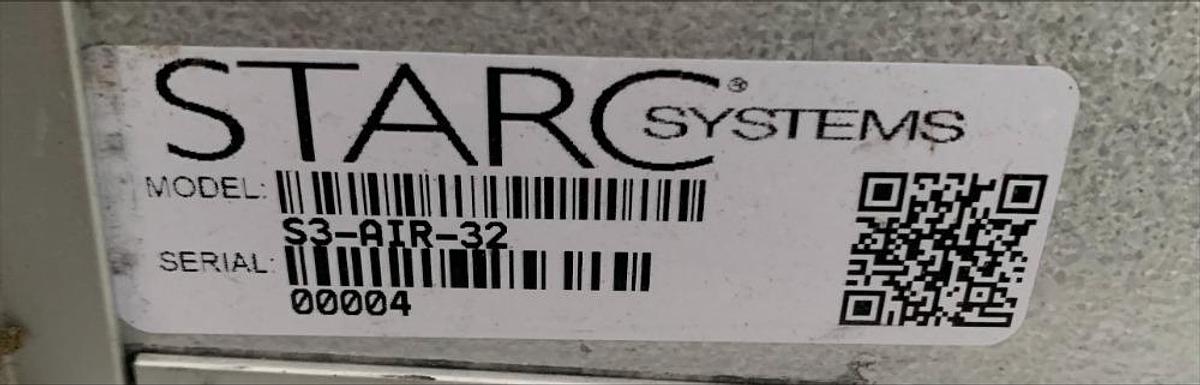 STARC® SYSTEMS
MODEL:
S3-AIR-32
SERIAL:
00004